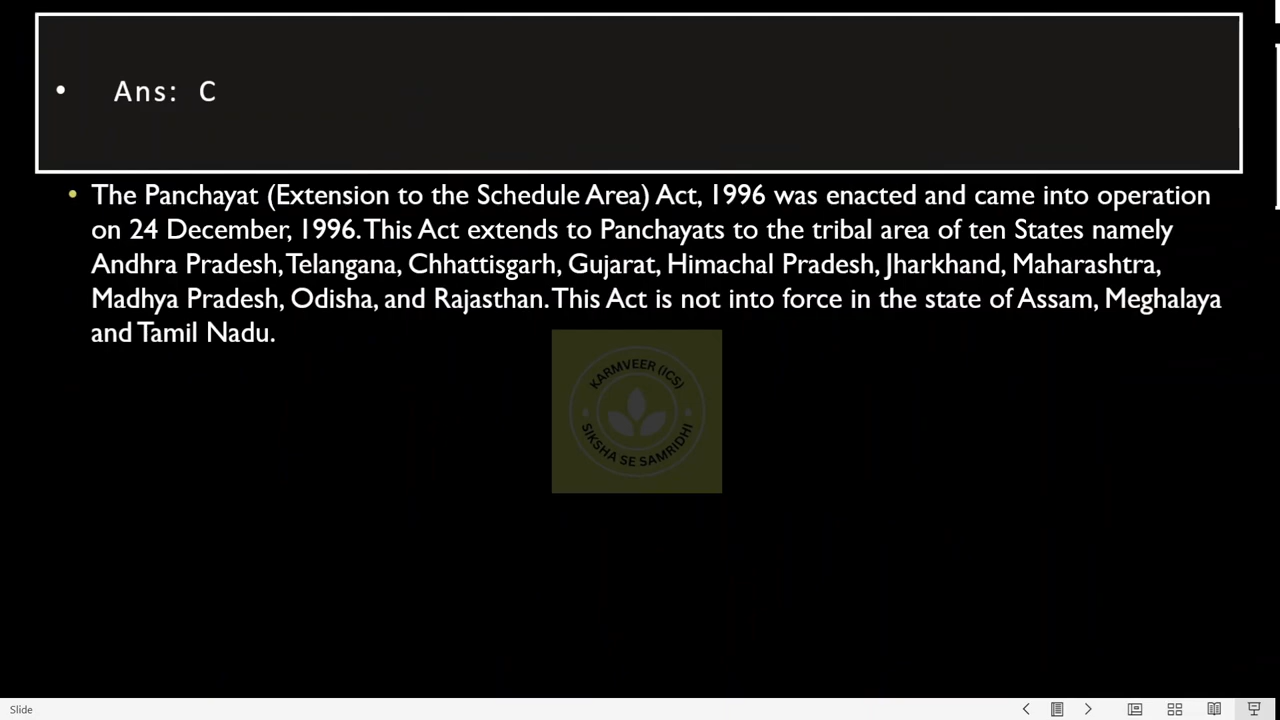 • Ans: C
• The Panchayat (Extension to the Schedule Area) Act, 1996 was enacted and came into operation
on 24 December, 1996. This Act extends to Panchayats to the tribal area of ten States namely
Andhra Pradesh, Telangana, Chhattisgarh, Gujarat, Himachal Pradesh, Jharkhand, Maharashtra,
Madhya Pradesh, Odisha, and Rajasthan. This Act is not into force in the state of Assam, Meghalaya
and Tamil Nadu.
KARMVEER (ICS)
SIKSHA SE SAMRIDHI
Slide